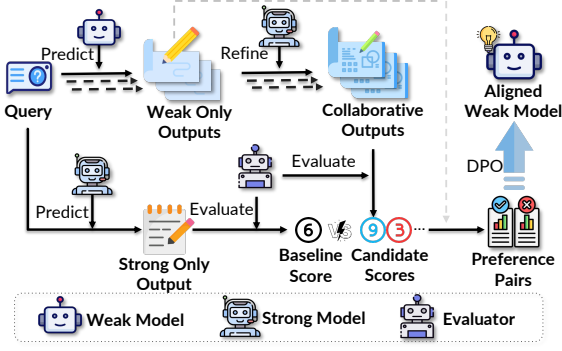 Predict
Refine
Query
Weak Only
Outputs
Collaborative
Outputs
Aligned
Weak Model
Evaluate
DPO
Predict
Evaluate
Strong Only
Output
6 VS 9 3 ...
Baseline
Score
Candidate
Scores
Preference
Pairs
Weak Model
Strong Model
Evaluator